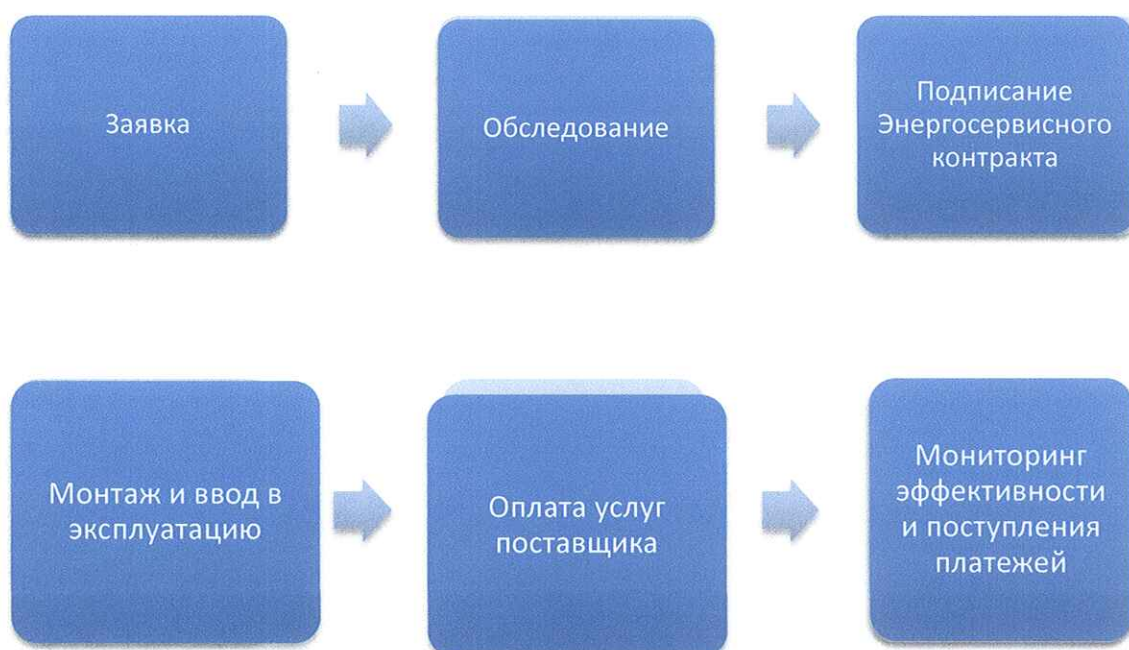 Заявка
Обследование
Подписание
Энергосервисного
контракта
Монтаж и ввод в
эксплуатацию
Оплата услуг
поставщика
Мониторинг
эффективности
и поступления
платежей